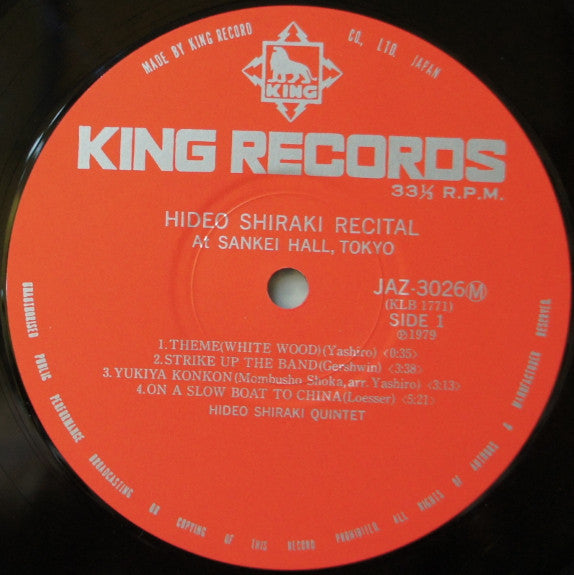 MADE BY KING RECORD CO., LTD. JAPAN
KING
KING RECORDS
33⅓ R.P.M.
HIDEO SHIRAKI RECITAL
At SANKEI HALL, TOKYO
JAZ-3026 Ⓜ
(KLB 1771)
SIDE 1
℗1979
1. THEME(WHITE WOOD)(Yashiro) <0:35>
2. STRIKE UP THE BAND(Gershwin) <3:38>
3. YUKIYA KONKON(Mombusho Shoka, arr. Yashiro) <3:13>
4. ON A SLOW BOAT TO CHINA(Loesser) <5:21>
HIDEO SHIRAKI QUINTET
UNAUTHORISED PUBLIC PERFORMANCE BROADCASTING OR COPYING OF THIS RECORD PROHIBITED. ALL RIGHTS OF AUTHORS & MANUFACTURER RESERVED